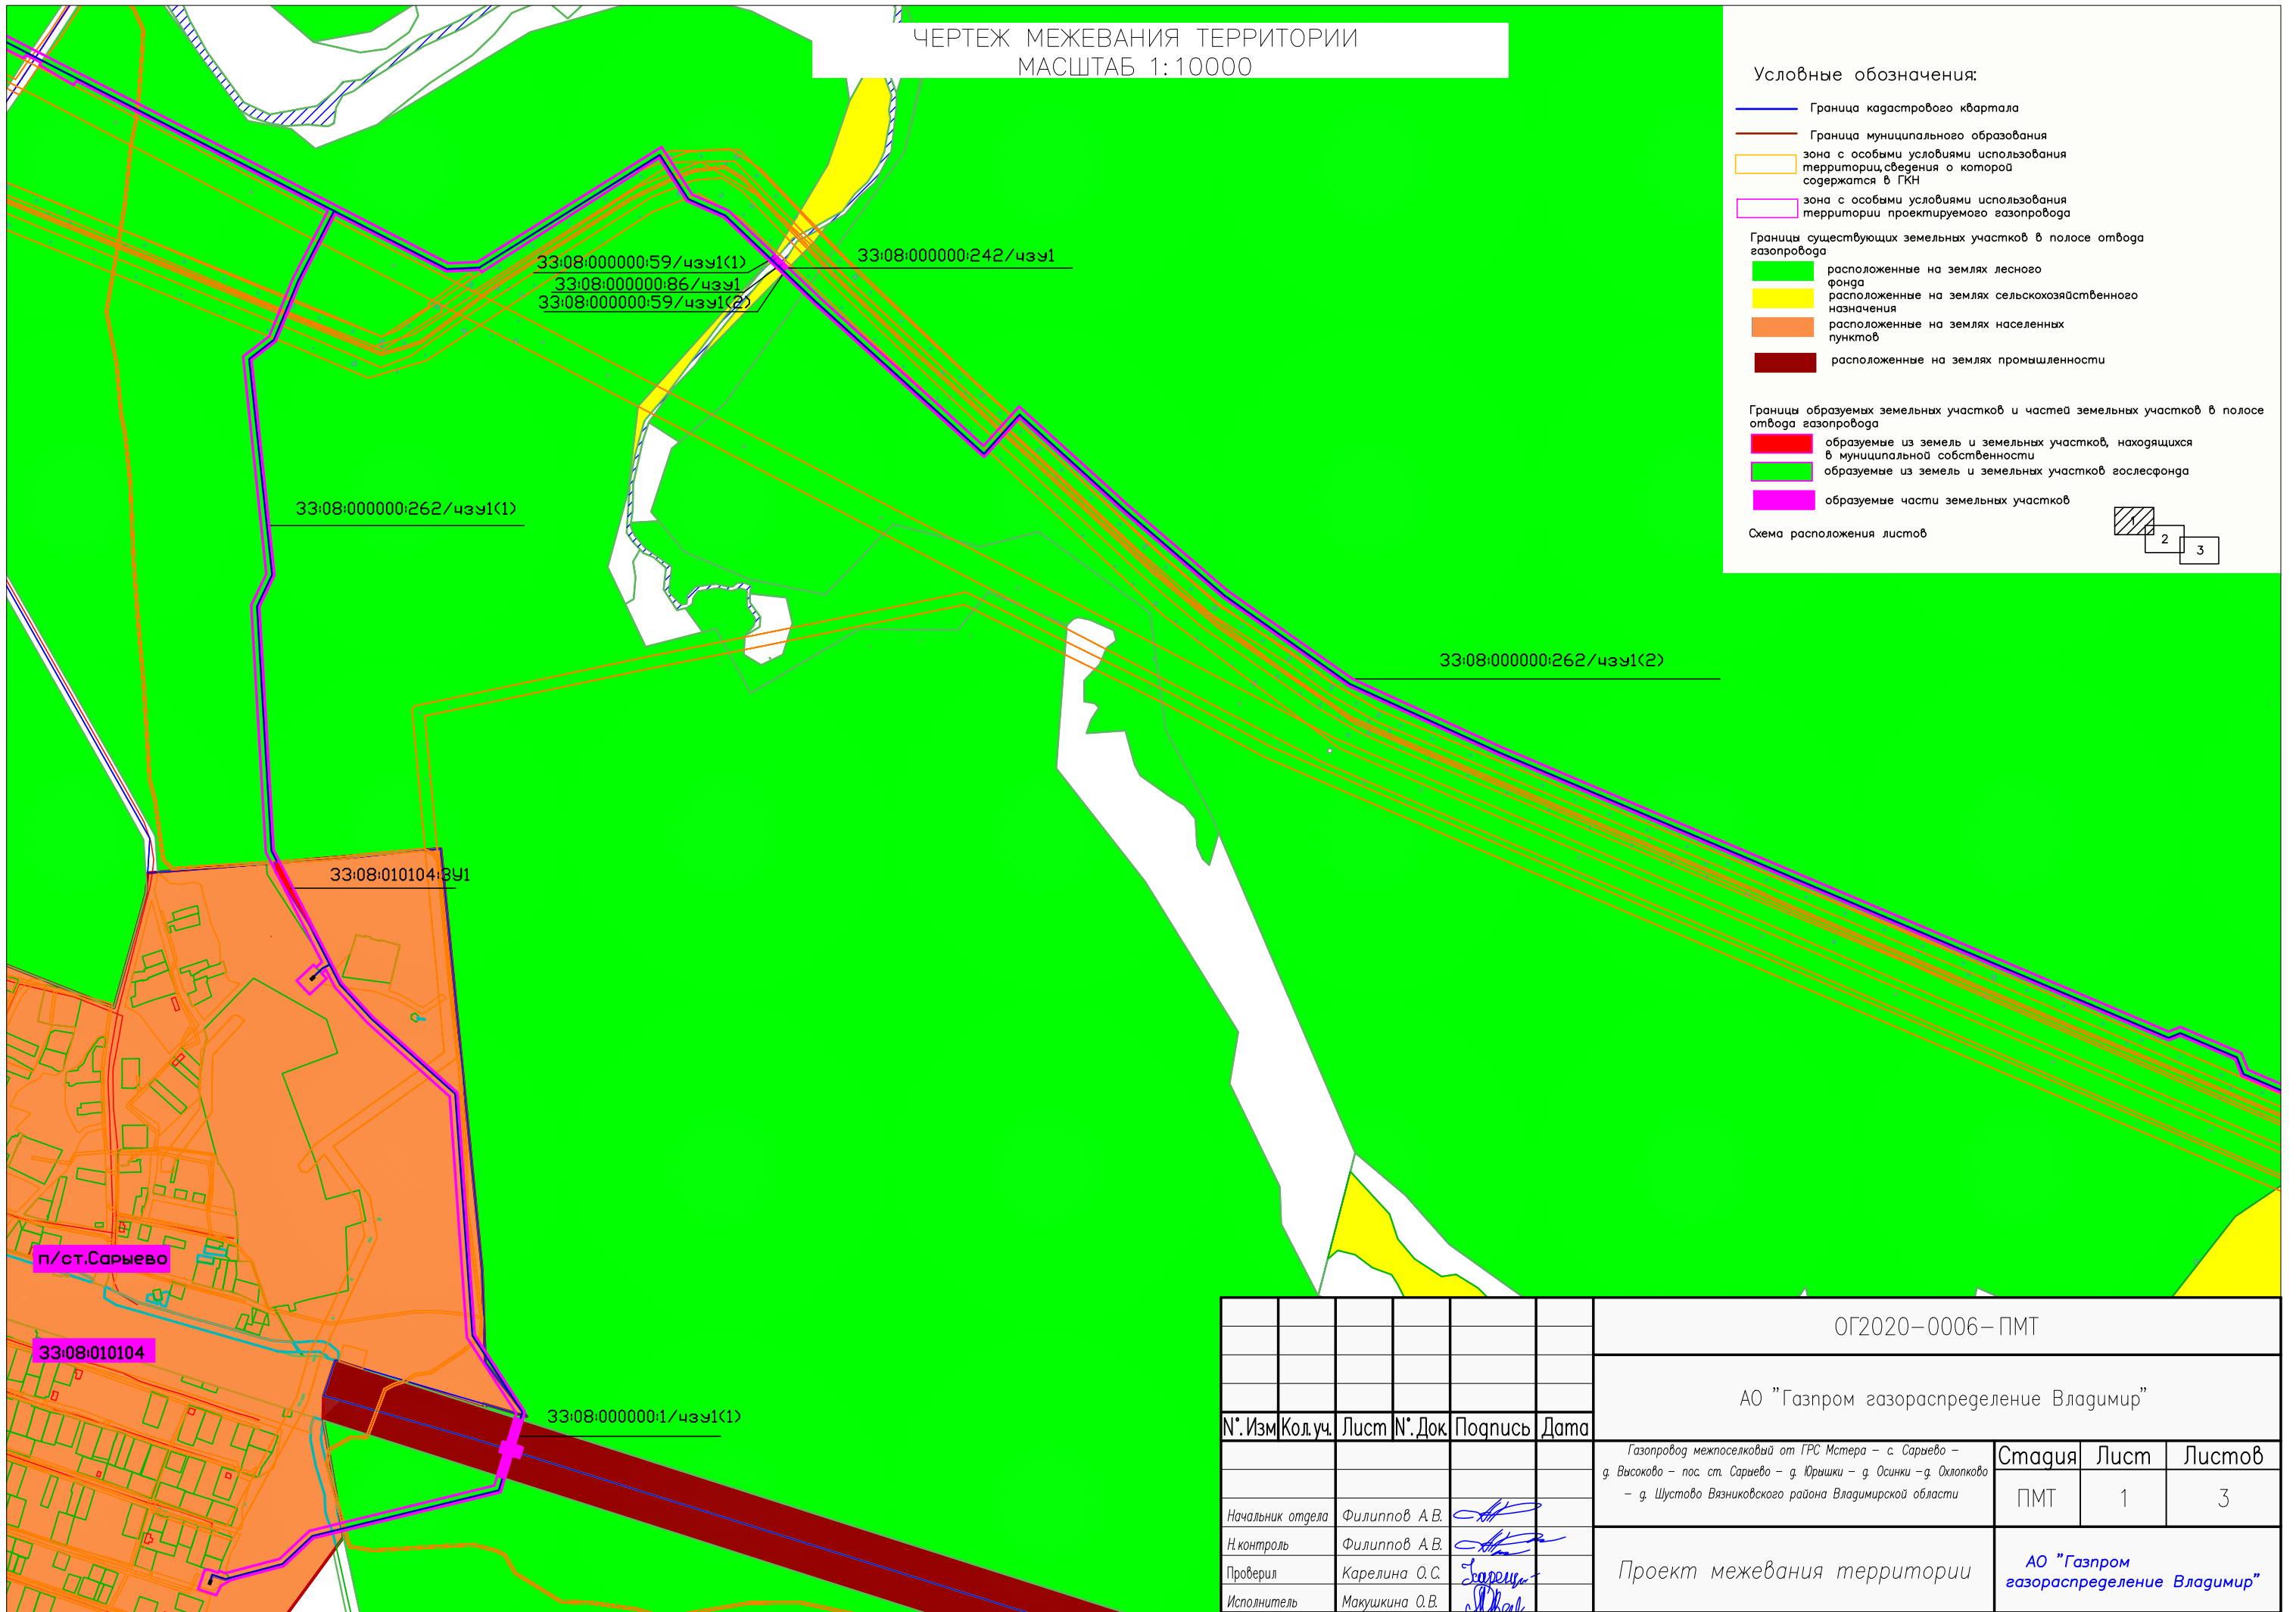 ЧЕРТЕЖ МЕЖЕВАНИЯ ТЕРРИТОРИИ
МАСШТАБ 1:10000
Условные обозначения:
Граница кадастрового квартала
Граница муниципального образования
зона с особыми условиями использования
территории,сведения о которой
содержатся в ГКН
зона с особыми условиями использования
территории проектируемого газопровода
Границы существующих земельных участков в полосе отвода
газопровода
расположенные на землях лесного
фонда
расположенные на землях сельскохозяйственного
назначения
расположенные на землях населенных
пунктов
расположенные на землях промышленности
Границы образуемых земельных участков и частей земельных участков в полосе
отвода газопровода
образуемые из земель и земельных участков, находящихся
в муниципальной собственности
образуемые из земель и земельных участков гослесфонда
образуемые части земельных участков
Схема расположения листов
1
2
3
33:08:000000:59/чзу1(1)
33:08:000000:242/чзу1
33:08:000000:86/чзу1
33:08:000000:59/чзу1(2)
33:08:000000:262/чзу1(1)
33:08:000000:262/чзу1(2)
33:08:010104:ЗУ1
п/ст.Сарыево
33:08:010104
33:08:000000:1/чзу1(1)
ОГ2020-0006-ПМТ
АО "Газпром газораспределение Владимир"
N°.Изм Кол.уч. Лист N°.Док. Подпись Дата
Газопровод межпоселковый от ГРС Мстера - с. Сарыево -
д. Высоково - пос. ст. Сарыево - д. Юрышки - д. Осинки -д. Охлопково
- д. Шустово Вязниковского района Владимирской области
Стадия Лист Листов
ПМТ 1 3
Начальник отдела Филиппов А.В.
Н.контроль Филиппов А.В.
Проверил Карелина О.С.
Исполнитель Макушкина О.В.
Проект межевания территории
АО "Газпром
газораспределение Владимир"